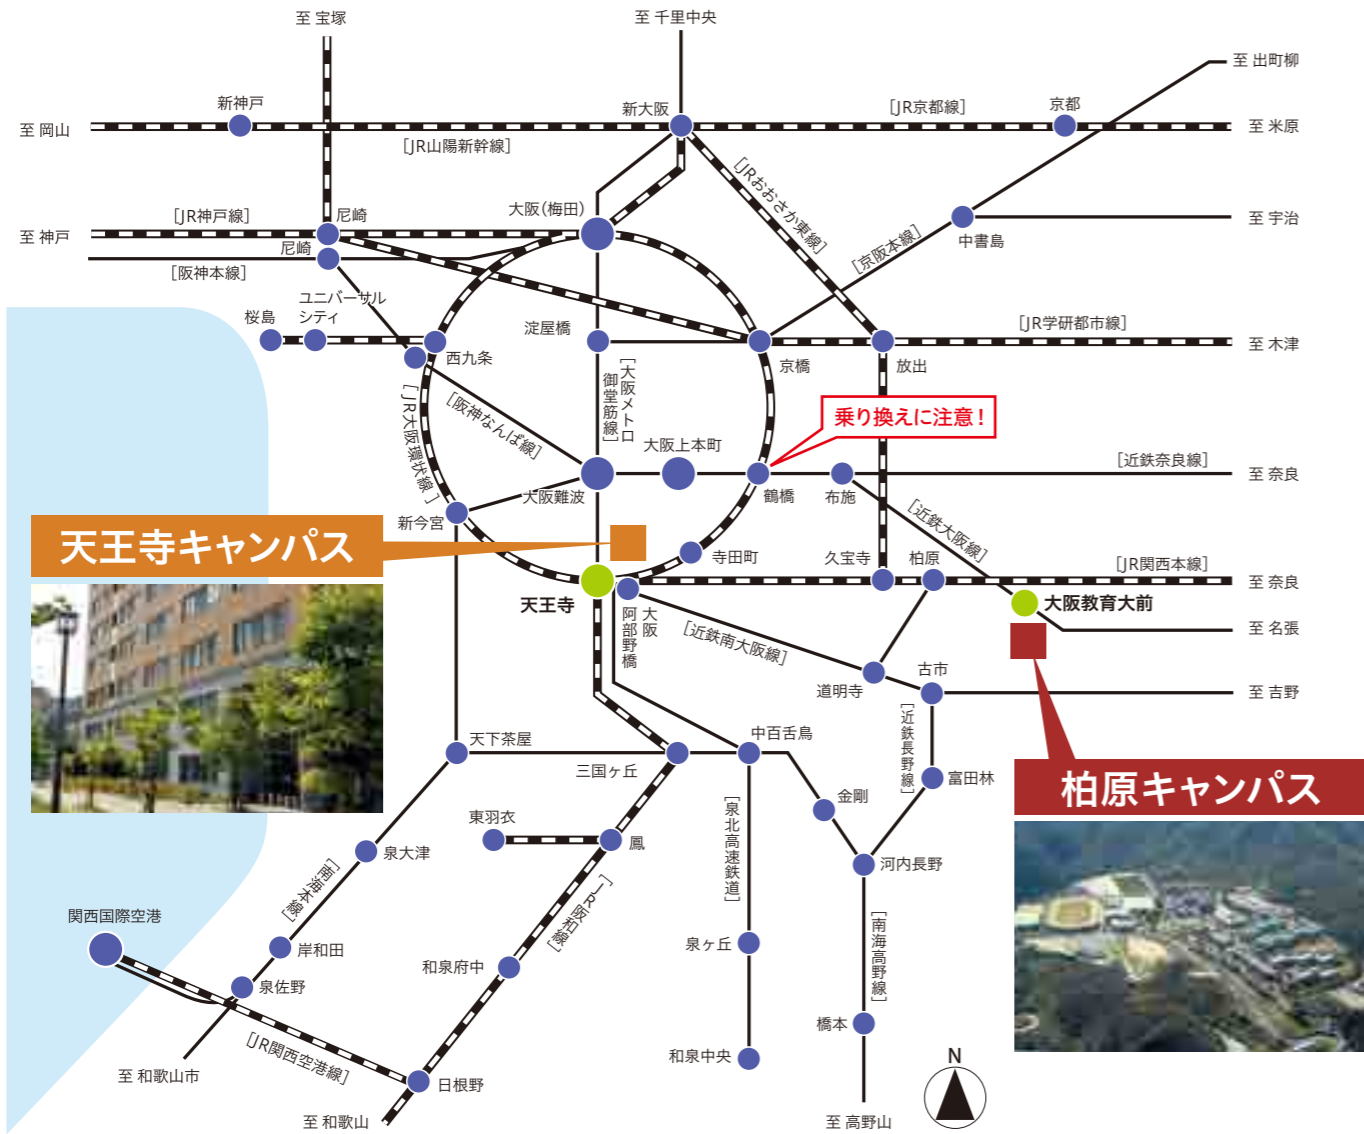 至 宝塚
至 千里中央
至 出町柳
新神戸
新大阪
[JR京都線]
京都
至 岡山
至 米原
[JR山陽新幹線]
[JRおおさか東線]
[JR神戸線]
尼崎
大阪(梅田)
至 神戸
尼崎
中書島
至 宇治
[京阪本線]
[阪神本線]
ユニバーサル
シティ
桜島
西九条
淀屋橋
京橋
放出
[JR学研都市線]
至 木津
[大阪メトロ
御堂筋線]
[JR大阪環状線]
[阪神なんば線]
乗り換えに注意!
大阪上本町
大阪難波
鶴橋
布施
[近鉄奈良線]
至 奈良
新今宮
[近鉄大阪線]
天王寺キャンパス
寺田町
久宝寺
柏原
[JR関西本線]
至 奈良
天王寺
大阪
阿部野橋
大阪教育大前
[近鉄南大阪線]
至 名張
道明寺
古市
至 吉野
[近鉄長野線]
天下茶屋
三国ヶ丘
中百舌鳥
富田林
柏原キャンパス
金剛
東羽衣
鳳
[泉北高速鉄道]
泉大津
河内長野
[南海本線]
[JR阪和線]
関西国際空港
岸和田
泉ヶ丘
[南海高野線]
和泉府中
泉佐野
橋本
[JR関西空港線]
和泉中央
至 和歌山市
日根野
N
至 和歌山
至 高野山